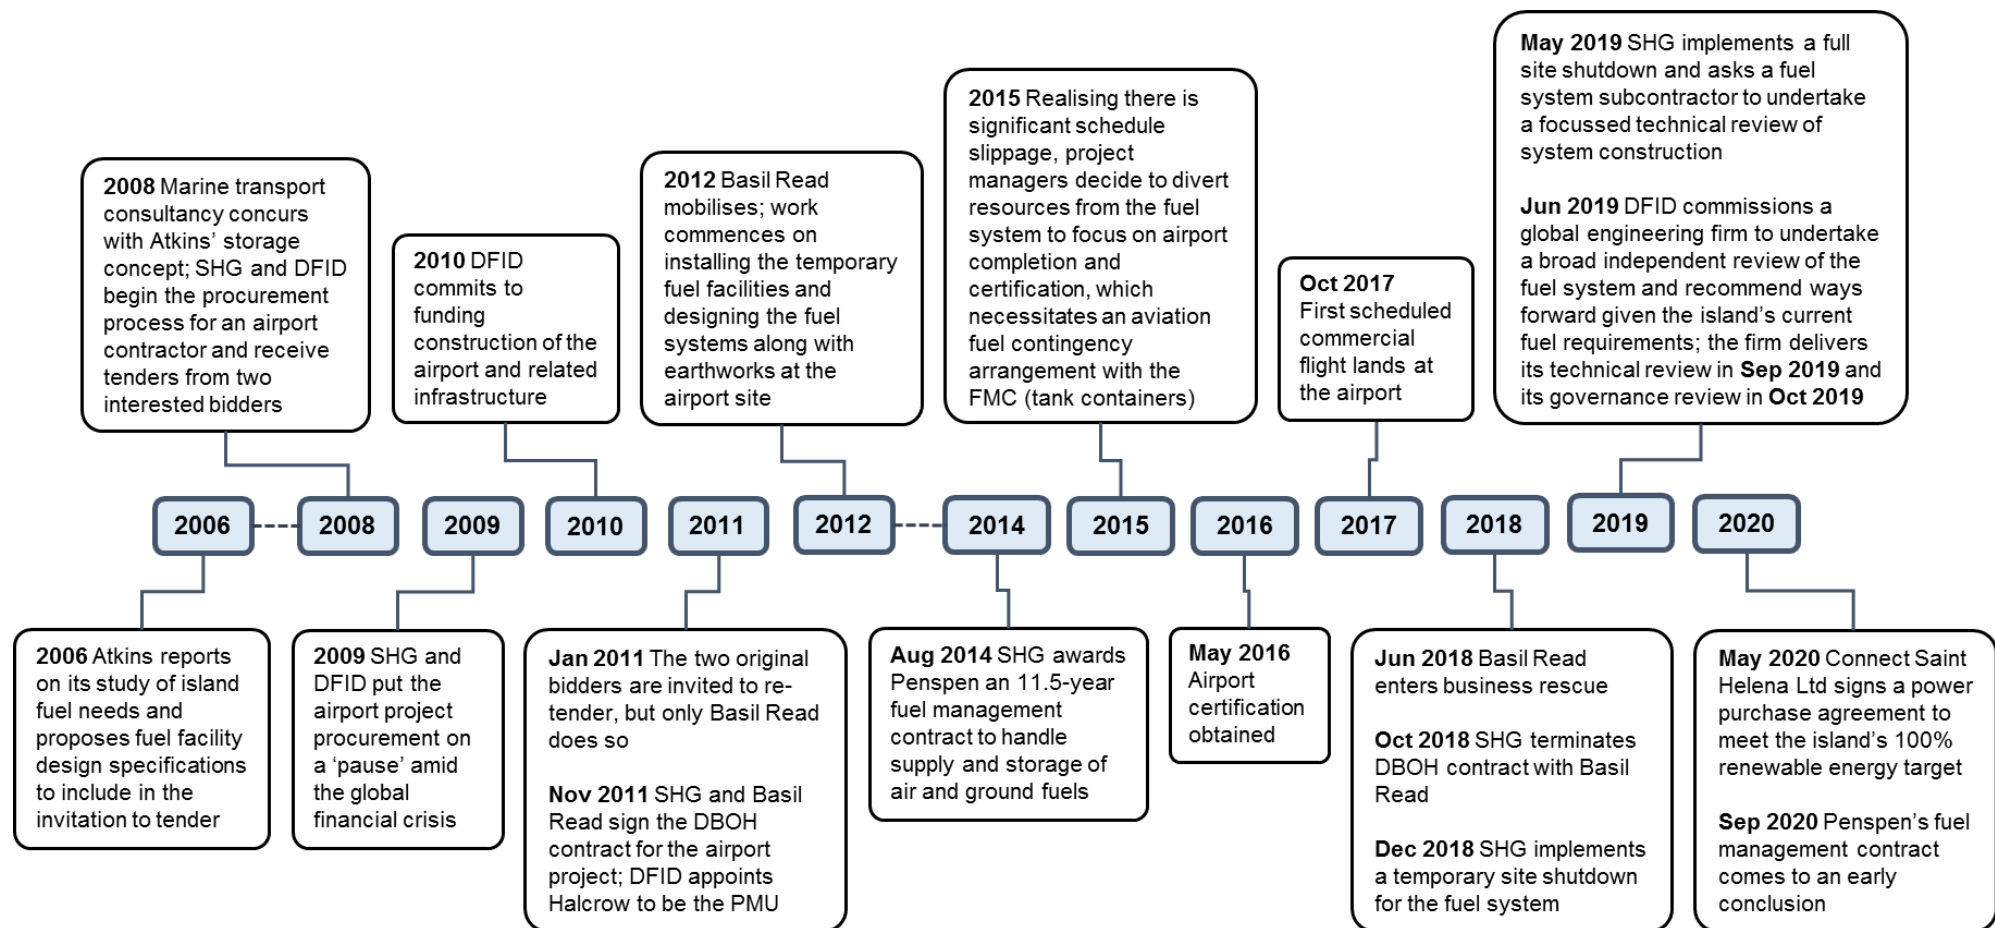 2008 Marine transport
consultancy concurs
with Atkins’ storage
concept; SHG and DFID
begin the procurement
process for an airport
contractor and receive
tenders from two
interested bidders
2010 DFID
commits to
funding
construction of the
airport and related
infrastructure
2012 Basil Read
mobilises; work
commences on
installing the temporary
fuel facilities and
designing the fuel
systems along with
earthworks at the
airport site
2015 Realising there is
significant schedule
slippage, project
managers decide to divert
resources from the fuel
system to focus on airport
completion and
certification, which
necessitates an aviation
fuel contingency
arrangement with the
FMC (tank containers)
Oct 2017
First scheduled
commercial
flight lands at
the airport
May 2019 SHG implements a full
site shutdown and asks a fuel
system subcontractor to undertake
a focussed technical review of
system construction
Jun 2019 DFID commissions a
global engineering firm to undertake
a broad independent review of the
fuel system and recommend ways
forward given the island’s current
fuel requirements; the firm delivers
its technical review in Sep 2019 and
its governance review in Oct 2019
2006
2008
2009
2010
2011
2012
2014
2015
2016
2017
2018
2019
2020
2006 Atkins reports
on its study of island
fuel needs and
proposes fuel facility
design specifications
to include in the
invitation to tender
2009 SHG and
DFID put the
airport project
procurement on
a ‘pause’ amid
the global
financial crisis
Jan 2011 The two original
bidders are invited to re-
tender, but only Basil Read
does so
Nov 2011 SHG and Basil
Read sign the DBOH
contract for the airport
project; DFID appoints
Halcrow to be the PMU
Aug 2014 SHG awards
Penspen an 11.5-year
fuel management
contract to handle
supply and storage of
air and ground fuels
May 2016
Airport
certification
obtained
Jun 2018 Basil Read
enters business rescue
Oct 2018 SHG terminates
DBOH contract with Basil
Read
Dec 2018 SHG implements
a temporary site shutdown
for the fuel system
May 2020 Connect Saint
Helena Ltd signs a power
purchase agreement to
meet the island’s 100%
renewable energy target
Sep 2020 Penspen’s fuel
management contract
comes to an early
conclusion